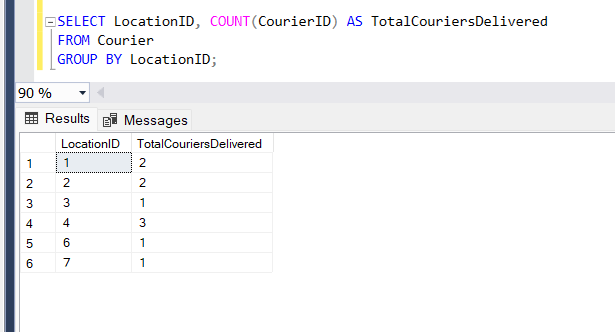 SELECT LocationID, COUNT(CourierID) AS TotalCouriersDelivered
FROM Courier
GROUP BY LocationID;
90 %
Results Messages
LocationID TotalCouriersDelivered
1 1 2
2 2 2
3 3 1
4 4 3
5 6 1
6 7 1